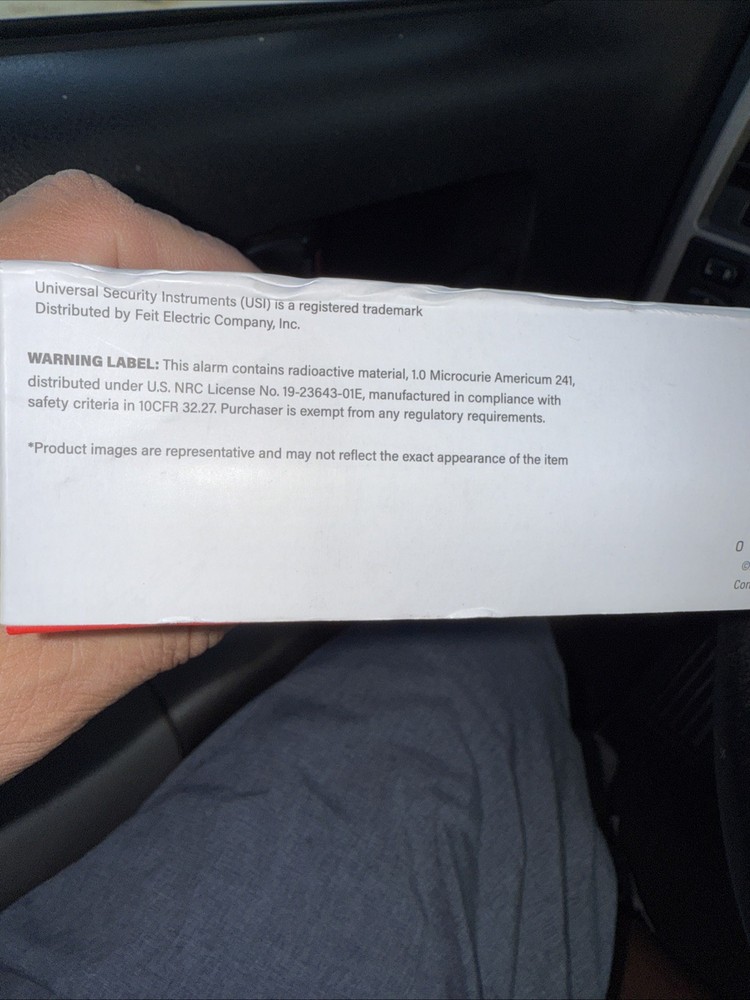 Universal Security Instruments (USI) is a registered trademark
Distributed by Feit Electric Company, Inc.
WARNING LABEL: This alarm contains radioactive material, 1.0 Microcurie Americum 241,
distributed under U.S. NRC License No. 19-23643-01E, manufactured in compliance with
safety criteria in 10CFR 32.27. Purchaser is exempt from any regulatory requirements.
*Product images are representative and may not reflect the exact appearance of the item
0
©